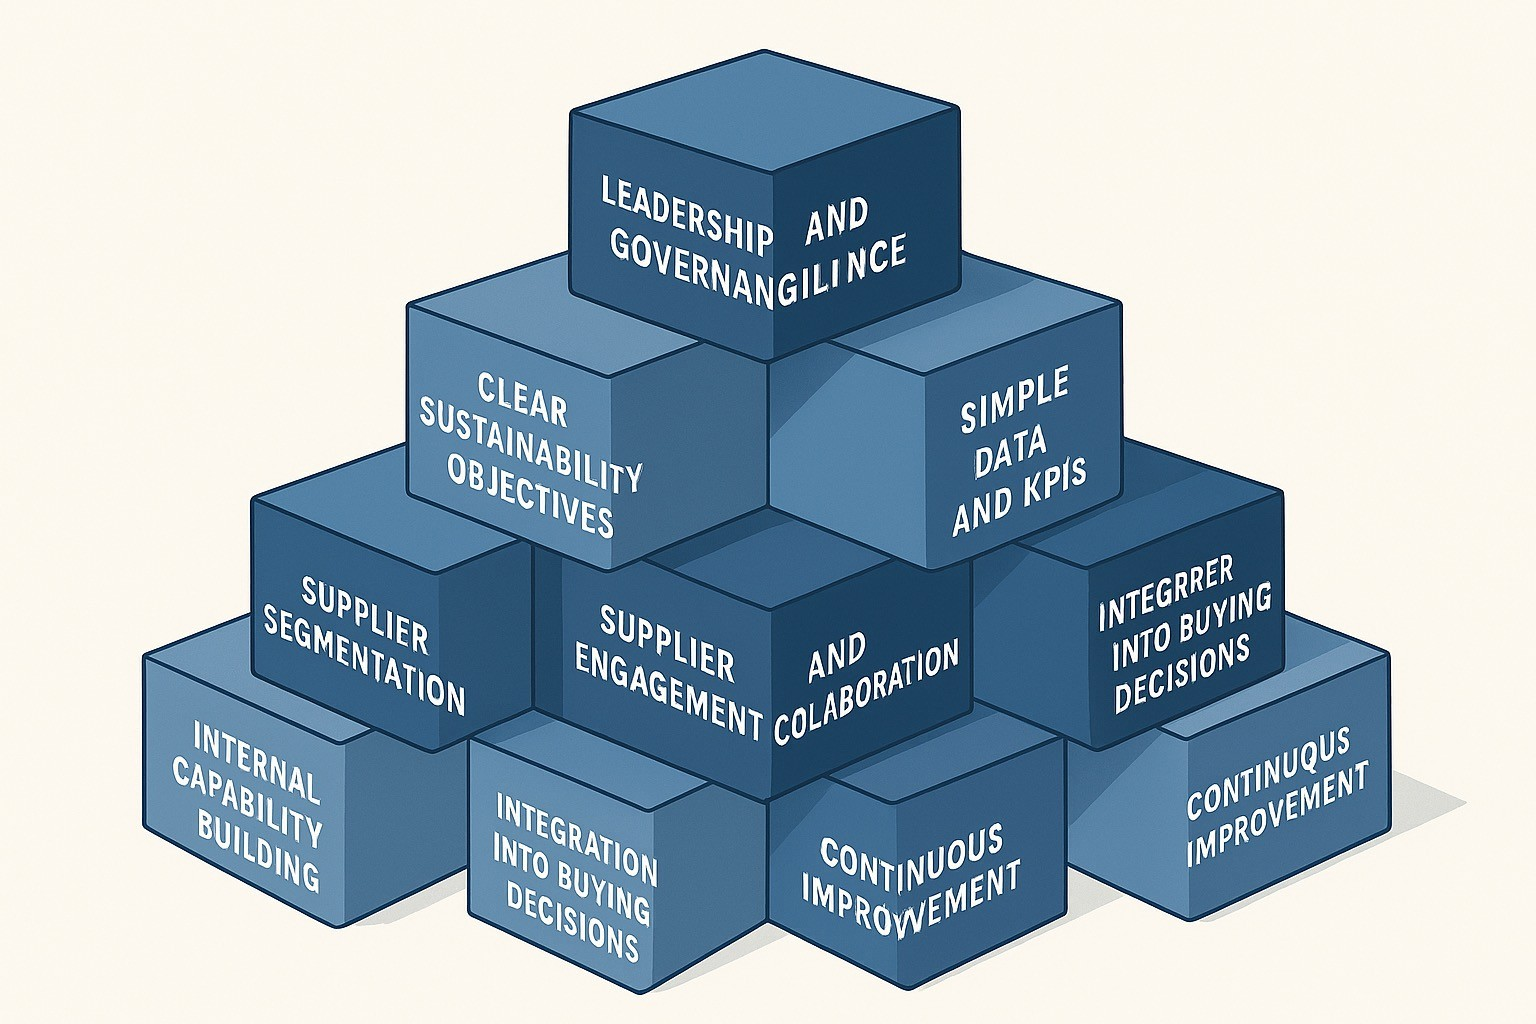 LEADERSHIP AND
GOVERNANGILINCE
CLEAR
SUSTAINABILITY
OBJECTIVES
SIMPLE
DATA
AND KPIS
SUPPLIER
SEGMENTATION
SUPPLIER AND
ENGAGEMENT COLABORATION
INTEGRRER
INTO BUYING
DECISIONS
INTERNAL
CAPABILITY
BUILDING
INTEGRATION
INTO BUYING
DECISIONS
CONTINUOUS
IMPROVEMENT
CONTINUQUS
IMPROVEMENT